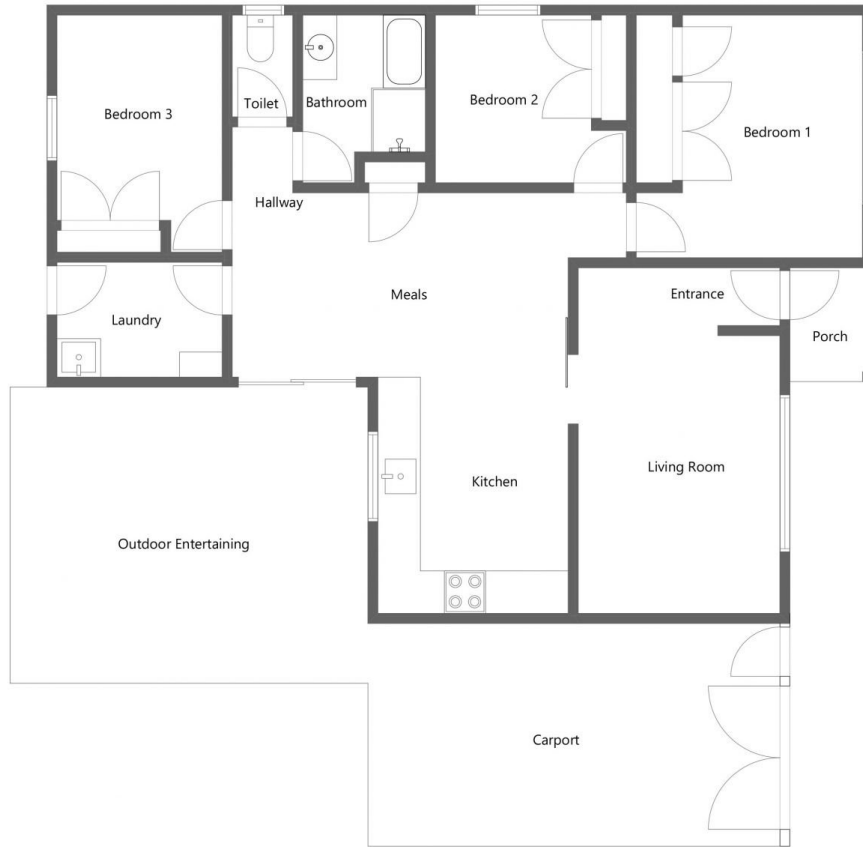 Bedroom 3
Toilet
Bathroom
Bedroom 2
Bedroom 1
Hallway
Meals
Entrance
Laundry
Porch
Living Room
Kitchen
Outdoor Entertaining
Carport